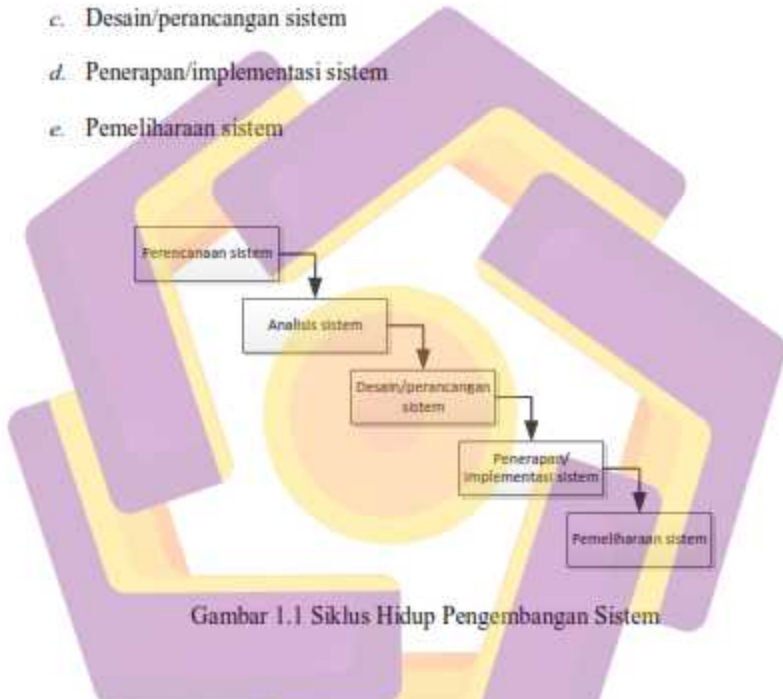 c. Desain/perancangan sistem
d. Penerapan/implementasi sistem
e. Pemeliharaan sistem
Perencanaan sistem
Analisis sistem
Desain/perancangan
sistem
Penerapan/
implementasi sistem
Pemeliharaan sistem
Gambar 1.1 Siklus Hidup Pengembangan Sistem